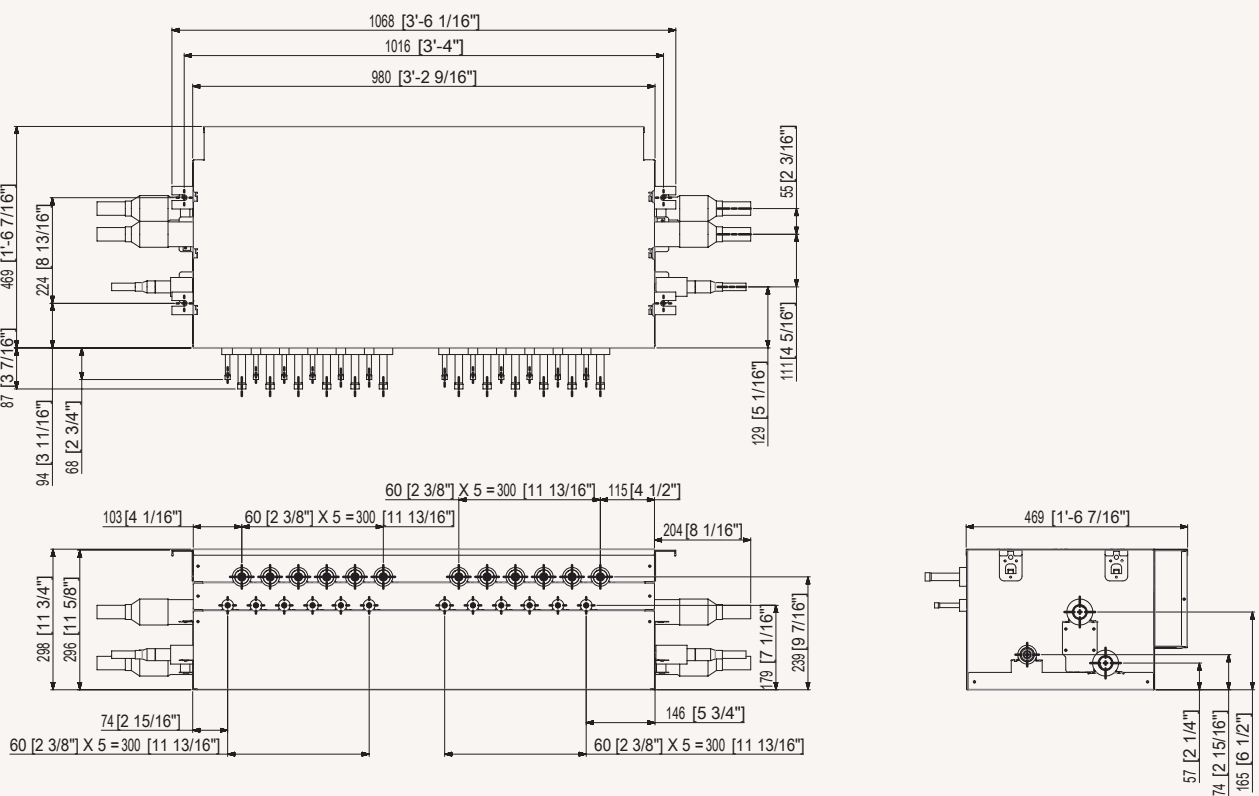 1068 [3'-6 1/16"]
1016 [3'-4"]
980 [3'-2 9/16"]
469 [1'-6 7/16"]
224 [8 13/16"]
87 [3 7/16"]
94 [3 11/16"]
68 [2 3/4"]
55 [2 3/16"]
111 [4 5/16"]
129 [5 1/16"]
60 [2 3/8"] X 5 = 300 [11 13/16"]
115 [4 1/2"]
103 [4 1/16"]
60 [2 3/8"] X 5 = 300 [11 13/16"]
204 [8 1/16"]
298 [11 3/4"]
296 [11 5/8"]
179 [7 1/16"]
239 [9 7/16"]
74 [2 15/16"]
146 [5 3/4"]
60 [2 3/8"] X 5 = 300 [11 13/16"]
60 [2 3/8"] X 5 = 300 [11 13/16"]
469 [1'-6 7/16"]
57 [2 1/4"]
74 [2 15/16"]
165 [6 1/2"]